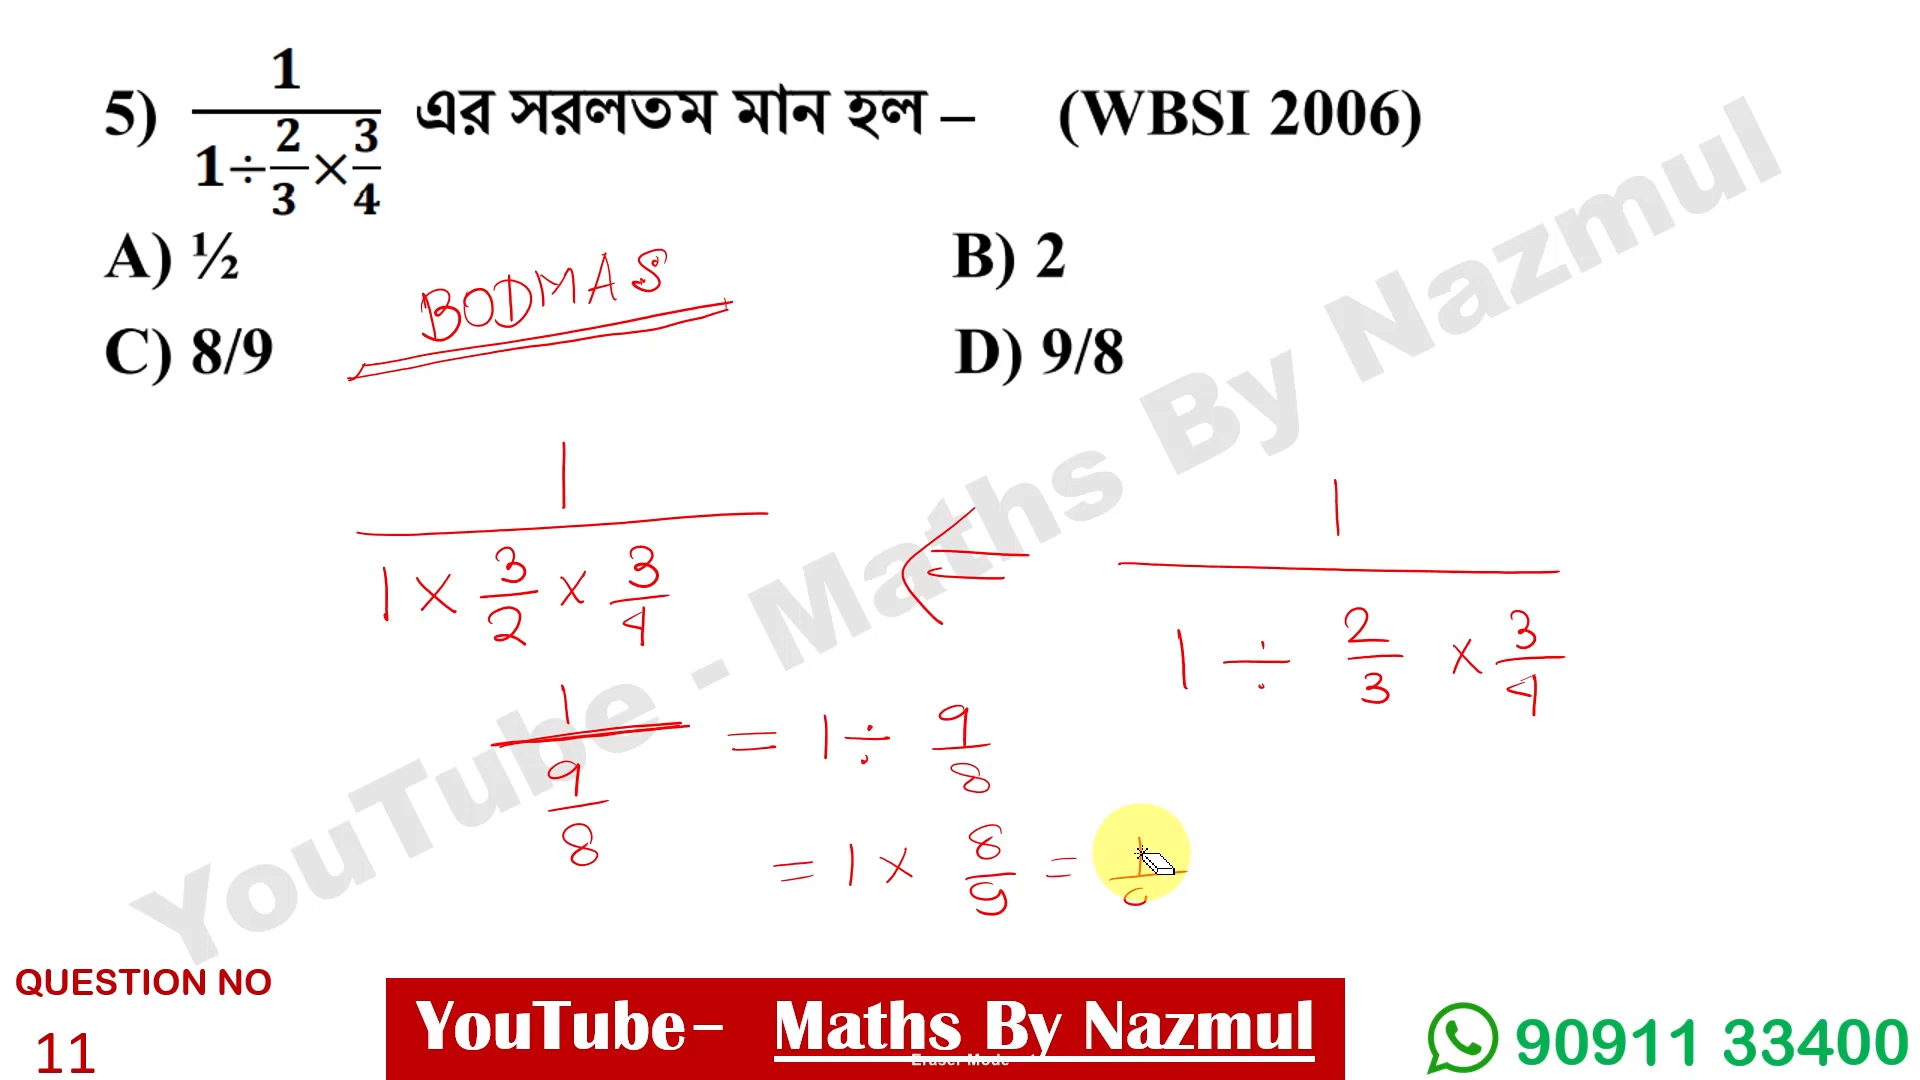 5) 1/(1÷2/3×3/4) এর সরলতম মান হল – (WBSI 2006)
A) ½ B) 2
BODMAS
C) 8/9 D) 9/8
1/(1 × 3/2 × 3/4) ⇐ 1/(1 ÷ 2/3 × 3/4)
1/(9/8) = 1 ÷ 9/8
= 1 × 8/9 =
YouTube - Maths By Nazmul
QUESTION NO
11
YouTube– Maths By Nazmul
Eraser Mode
90911 33400